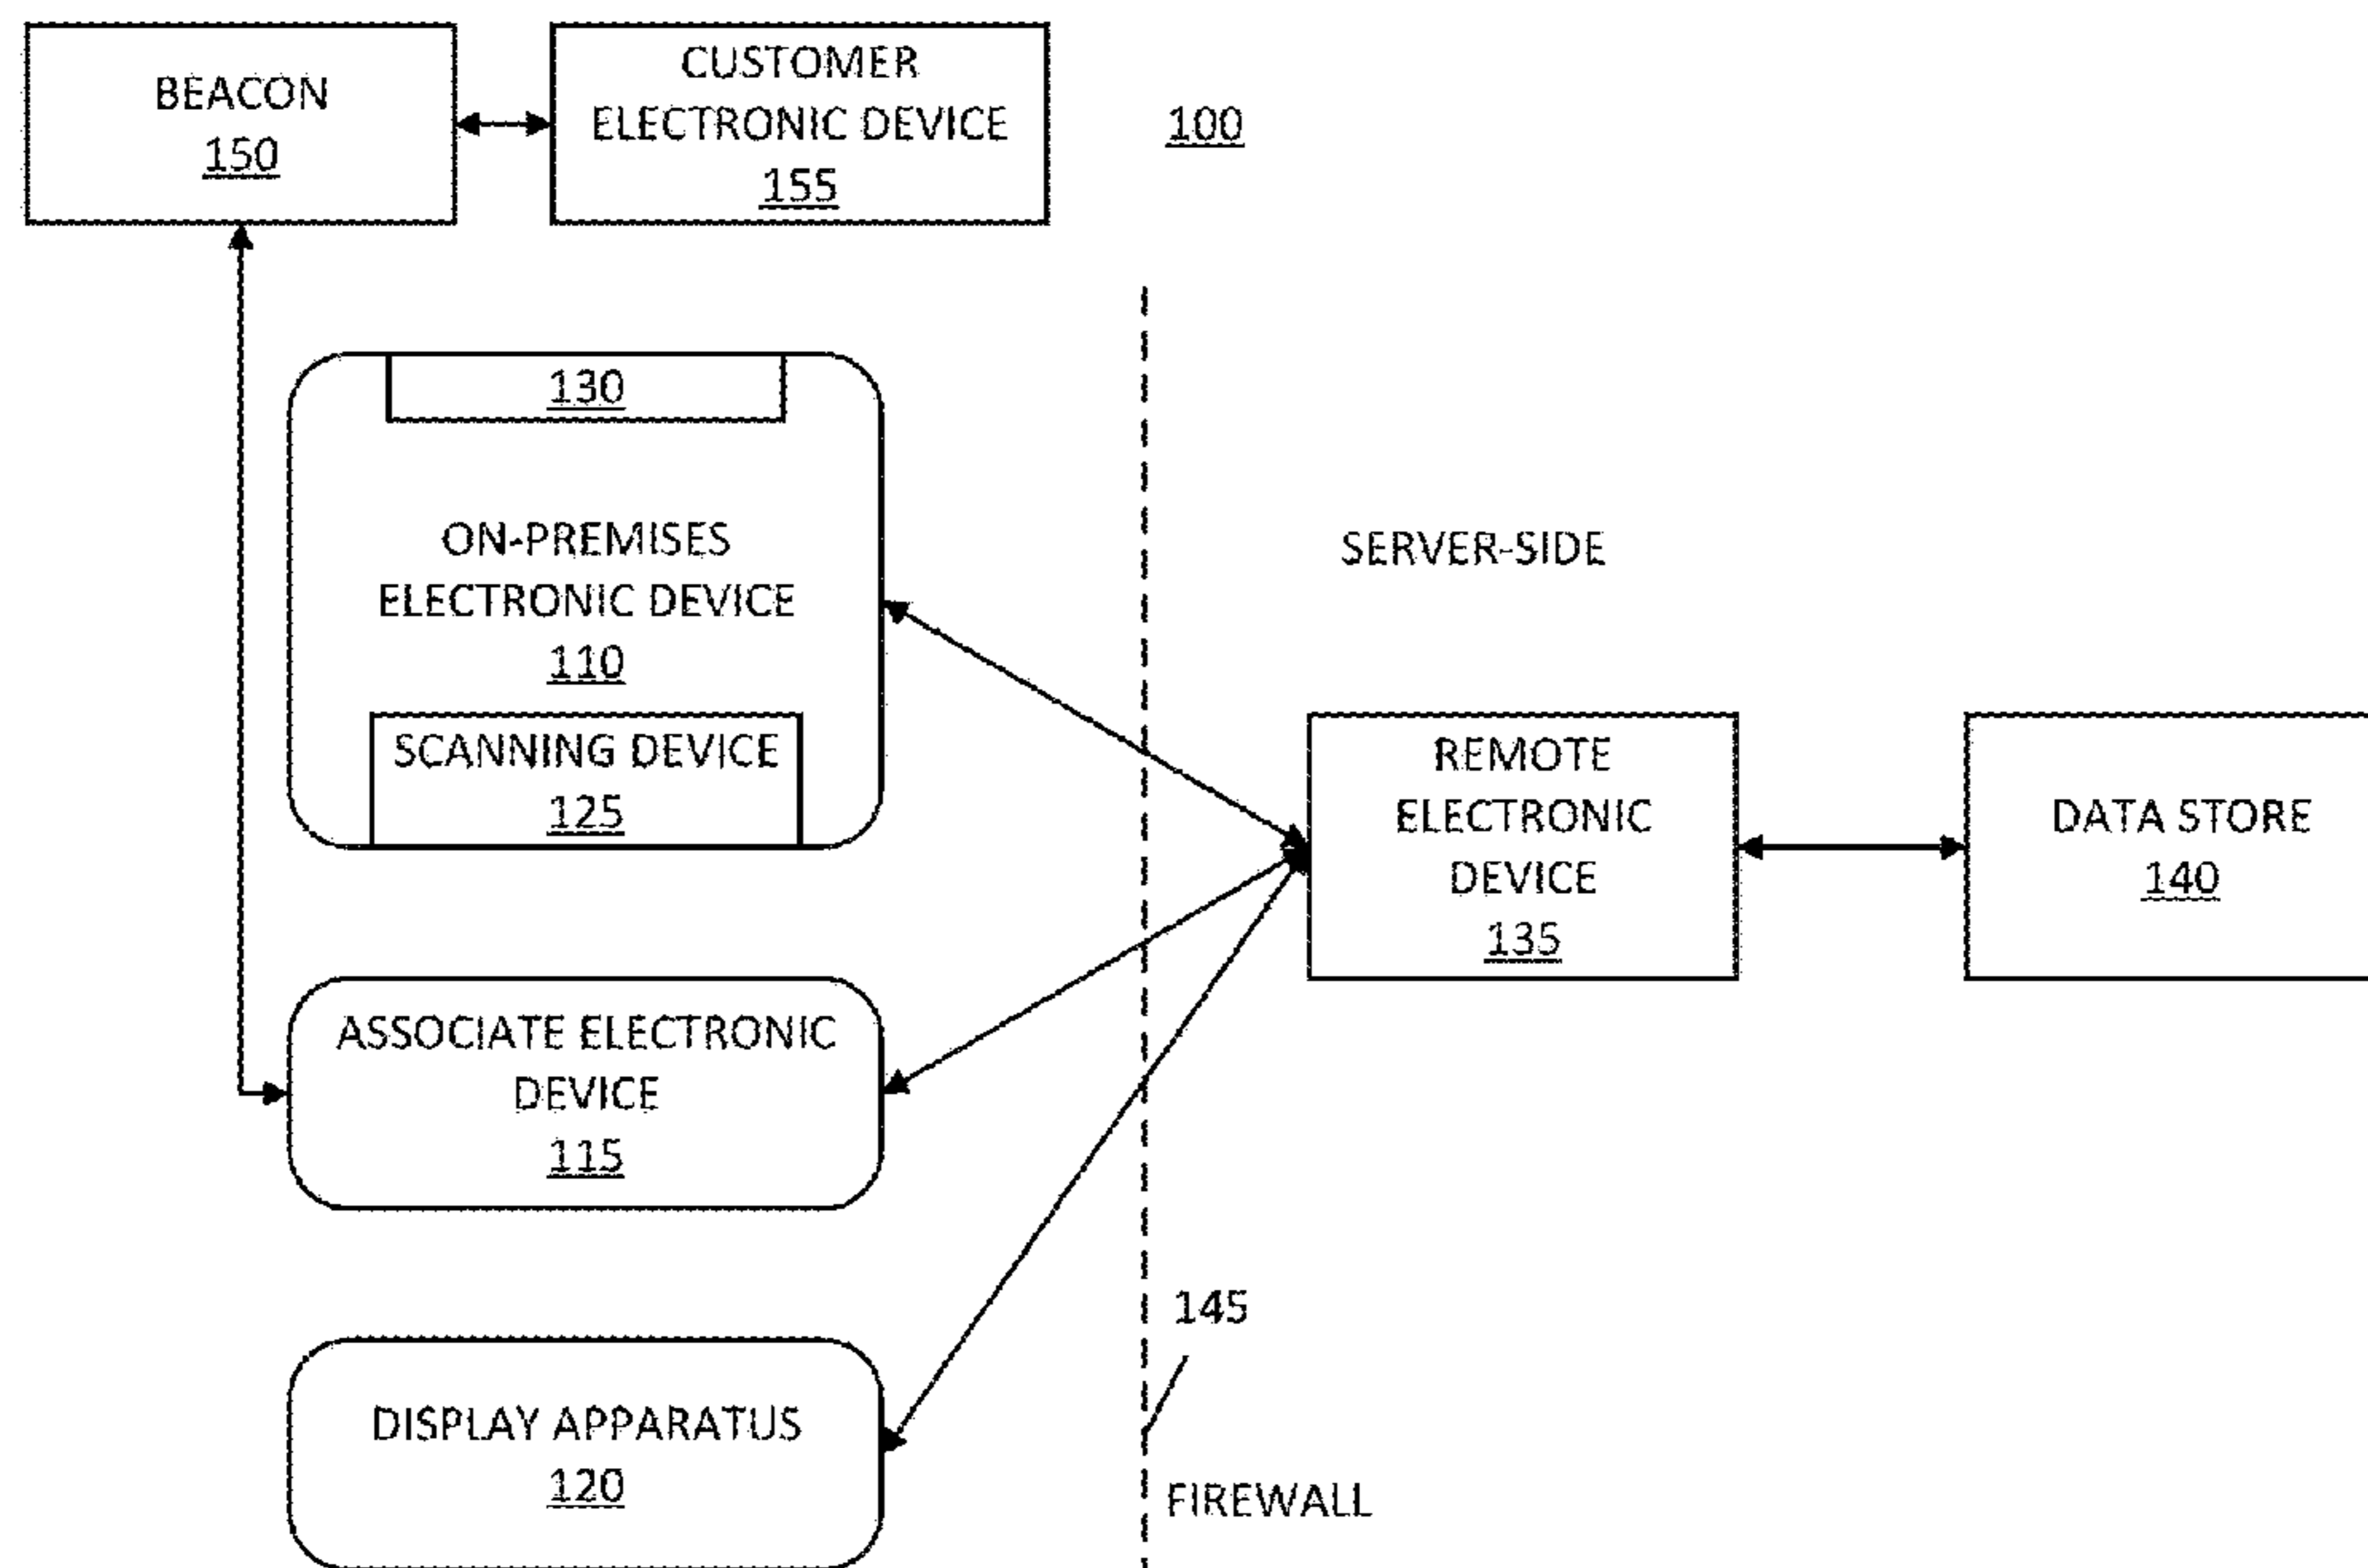 BEACON
150
CUSTOMER
ELECTRONIC DEVICE
155
100
130
ON-PREMISES
ELECTRONIC DEVICE
110
SCANNING DEVICE
125
SERVER-SIDE
REMOTE
ELECTRONIC
DEVICE
135
DATA STORE
140
ASSOCIATE ELECTRONIC
DEVICE
115
145
DISPLAY APPARATUS
120
FIREWALL